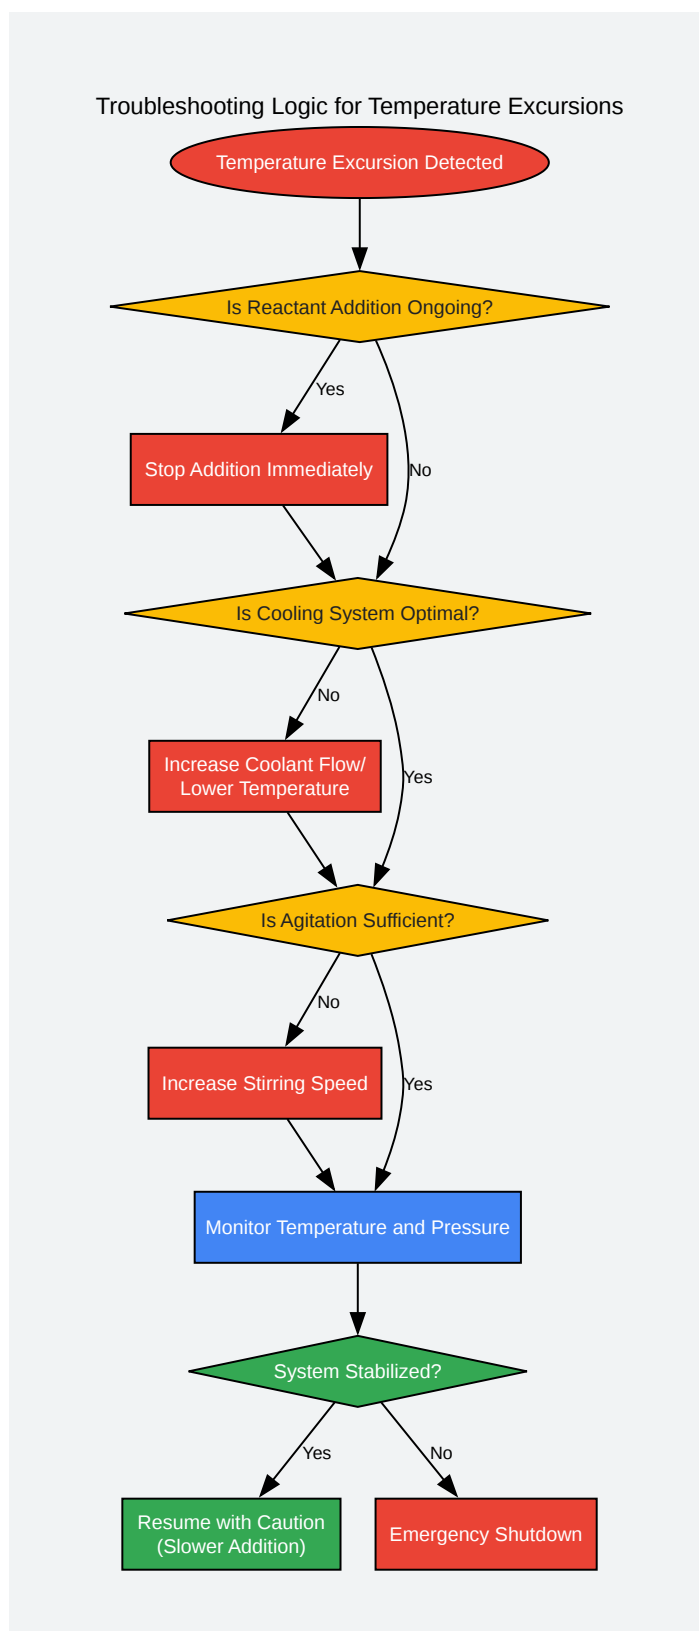 Troubleshooting Logic for Temperature Excursions
Temperature Excursion Detected
Is Reactant Addition Ongoing?
Yes
Stop Addition Immediately
No
Is Cooling System Optimal?
No
Increase Coolant Flow/
Lower Temperature
Yes
Is Agitation Sufficient?
No
Increase Stirring Speed
Yes
Monitor Temperature and Pressure
System Stabilized?
Yes
No
Resume with Caution
(Slower Addition)
Emergency Shutdown